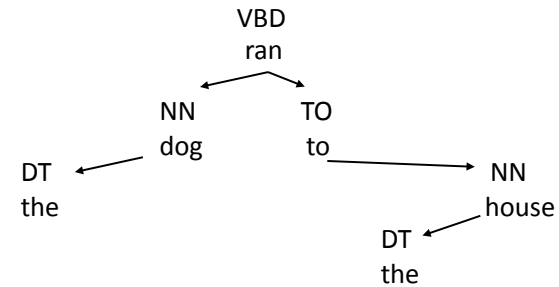 VBD
ran
NN
dog
TO
to
DT
the
NN
house
DT
the